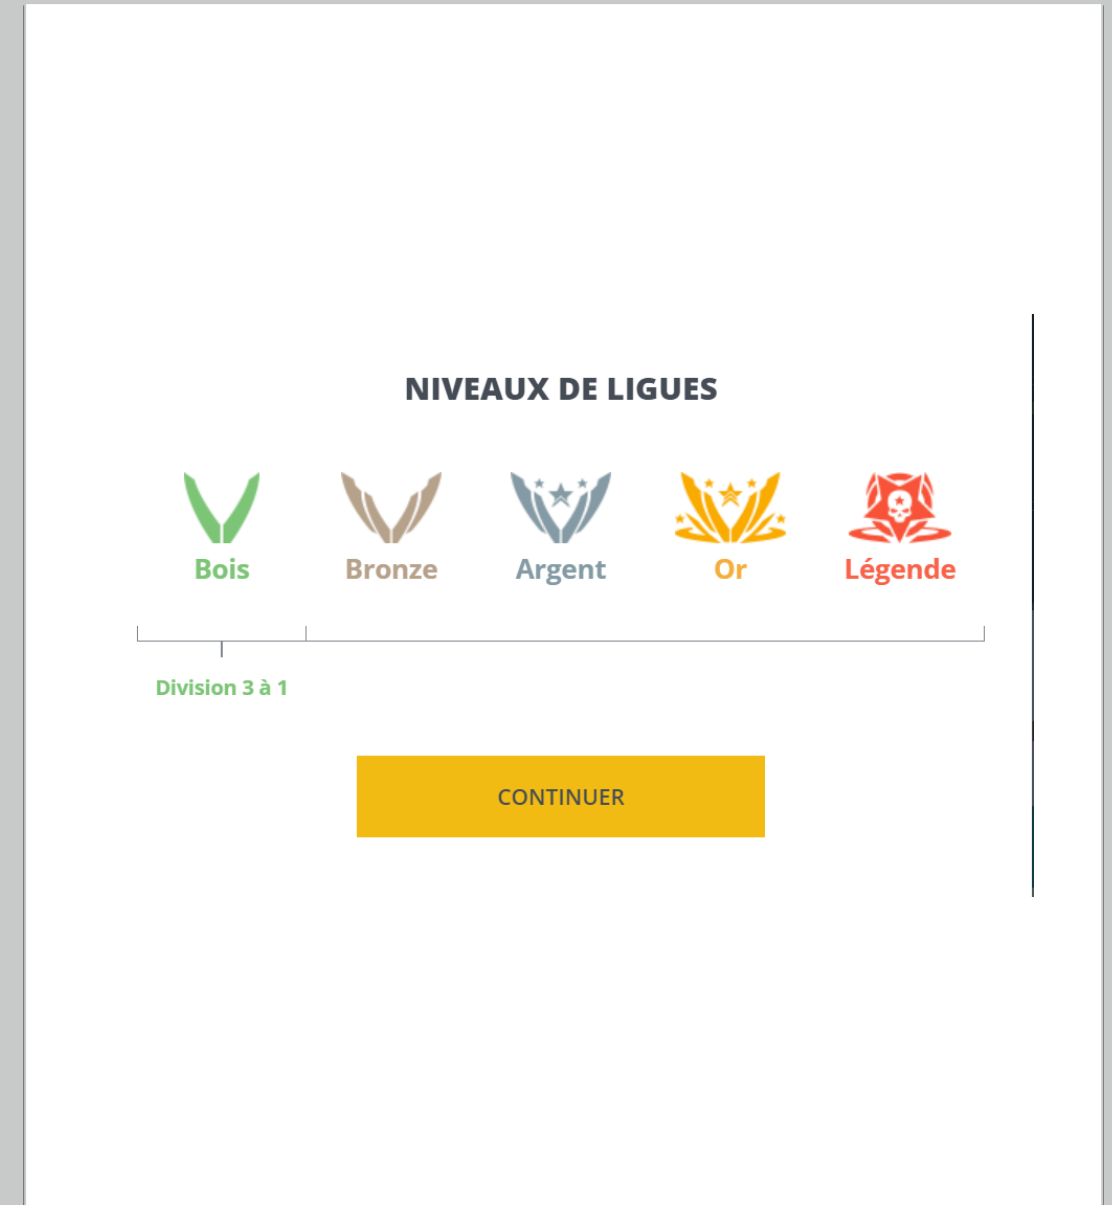 NIVEAUX DE LIGUES
Bois Bronze Argent Or Légende
Division 3 à 1
CONTINUER